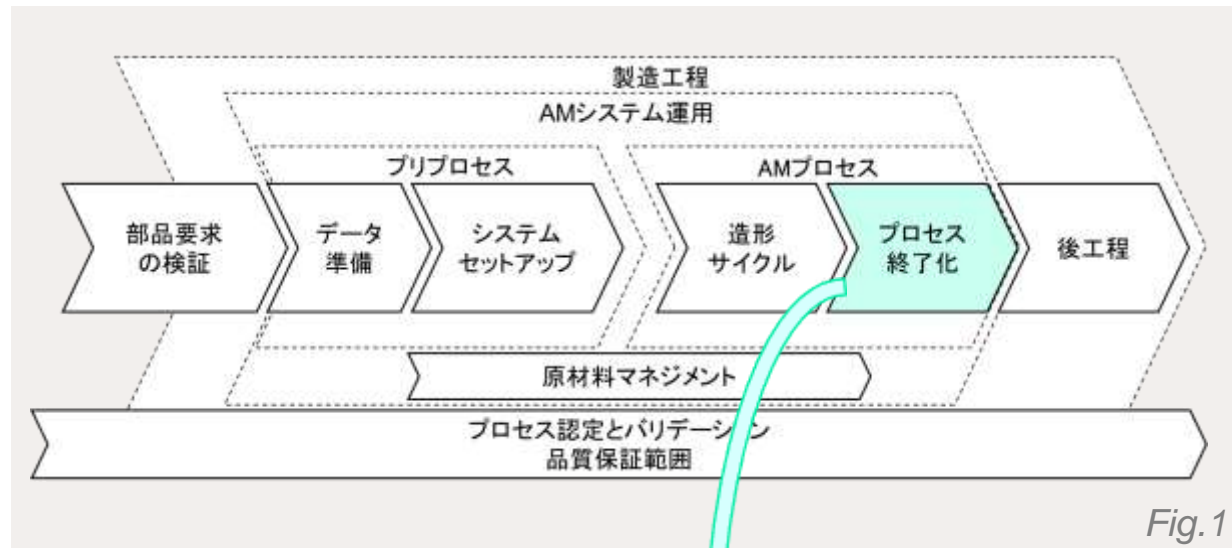 製造工程
AMシステム運用
プリプロセス
AMプロセス
部品要求
の検証
データ
準備
システム
セットアップ
造形
サイクル
プロセス
終了化
後工程
原材料マネジメント
プロセス認定とバリデーション
品質保証範囲
Fig.1